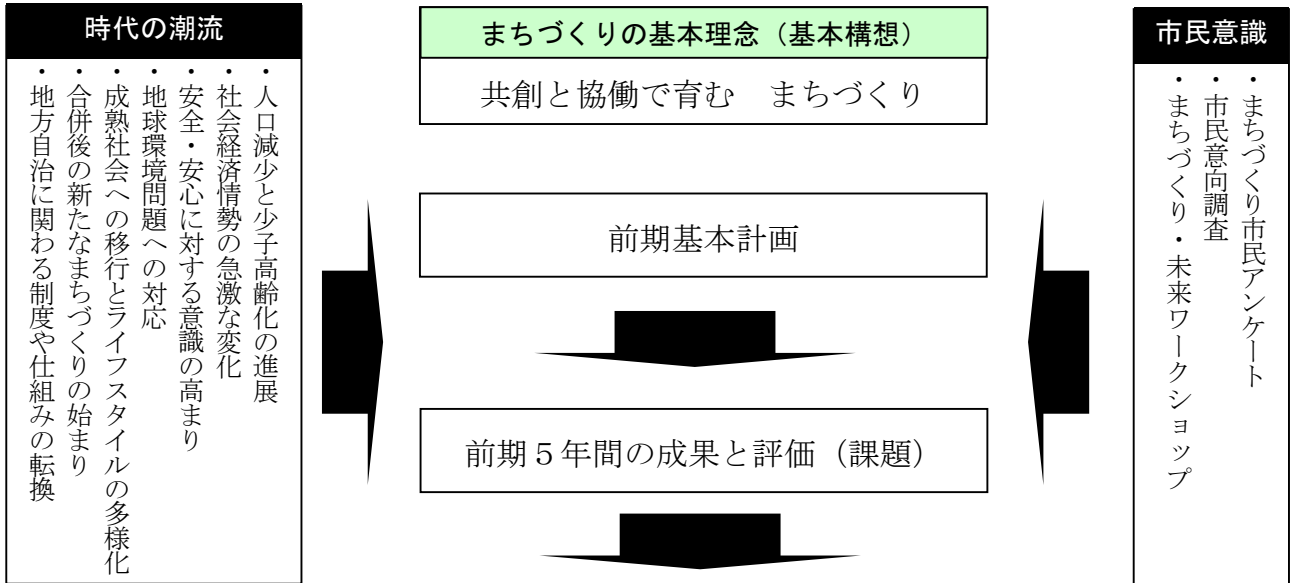 時代の潮流
・人口減少と少子高齢化の進展
・社会経済情勢の急激な変化
・安全・安心に対する意識の高まり
・地球環境問題への対応
・成熟社会への移行とライフスタイルの多様化
・合併後の新たなまちづくりの始まり
・地方自治に関わる制度や仕組みの転換
まちづくりの基本理念（基本構想）
共創と協働で育む　まちづくり
前期基本計画
前期５年間の成果と評価（課題）
市民意識
・まちづくり市民アンケート
・市民意向調査
・まちづくり・未来ワークショップ